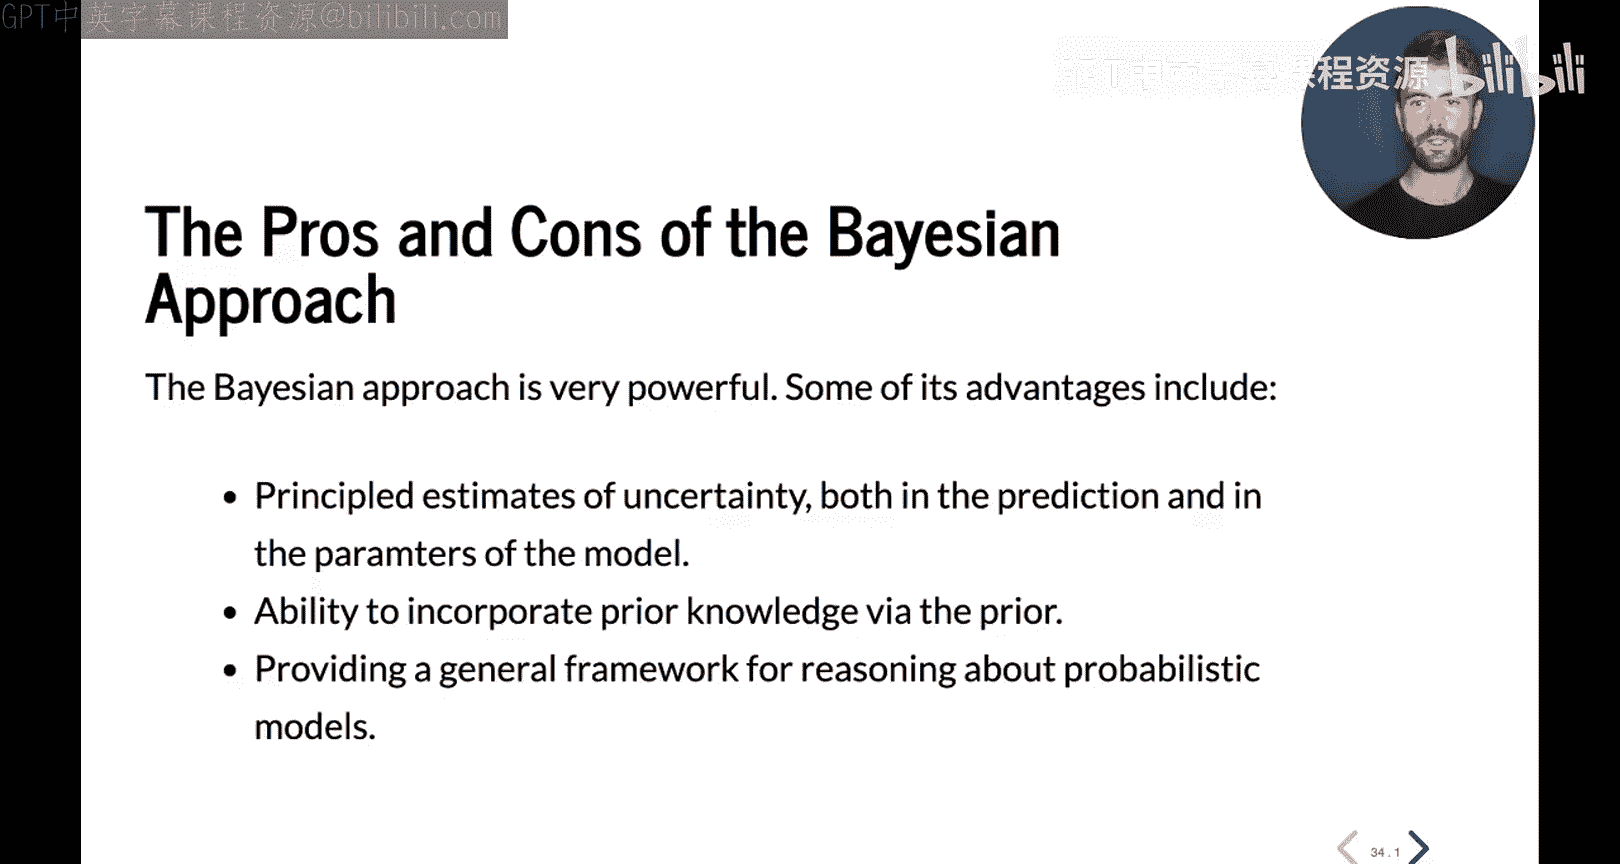 GPT中英字幕课程资源@bilibili.com
课程资源 bilibili
The Pros and Cons of the Bayesian
Approach
The Bayesian approach is very powerful. Some of its advantages include:
• Principled estimates of uncertainty, both in the prediction and in
the paramters of the model.
• Ability to incorporate prior knowledge via the prior.
• Providing a general framework for reasoning about probabilistic
models.
34.1